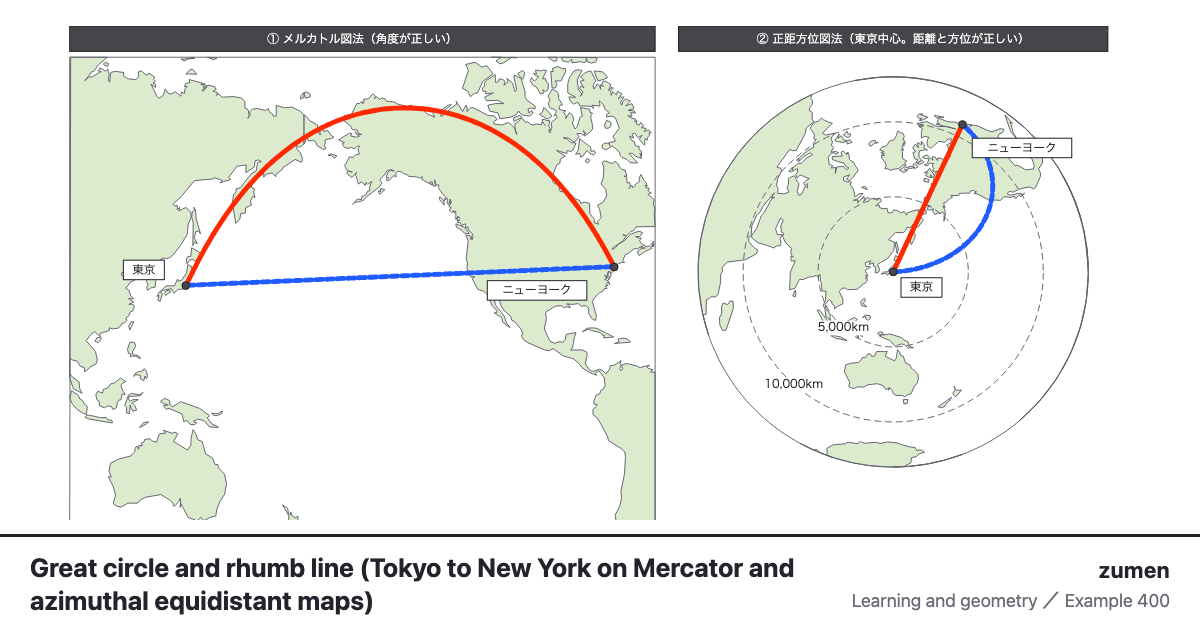 ① メルカトル図法（角度が正しい）
② 正距方位図法（東京中心。距離と方位が正しい）
東京
ニューヨーク
ニューヨーク
東京
5,000km
10,000km
Great circle and rhumb line (Tokyo to New York on Mercator and
azimuthal equidistant maps)
zumen
Learning and geometry ／ Example 400